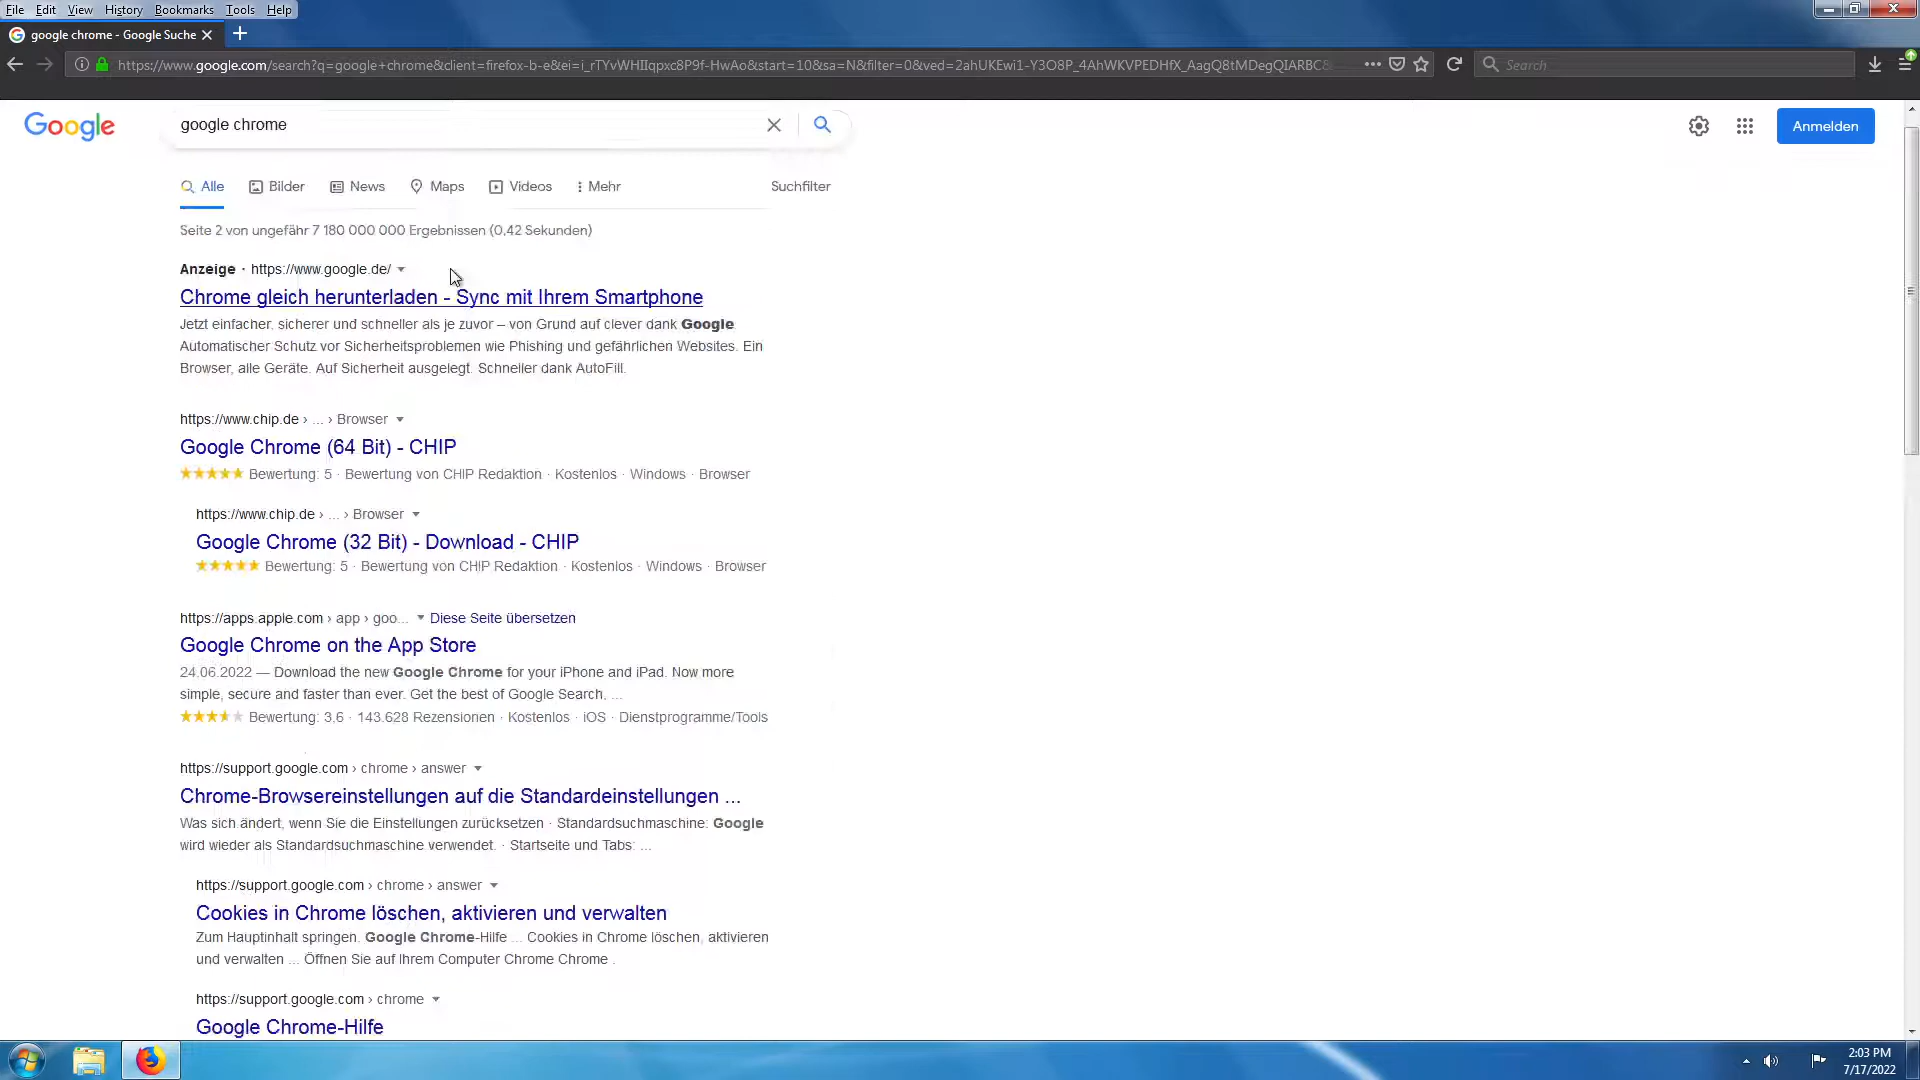 File Edit View History Bookmarks Tools Help
google chrome - Google Suche
https://www.google.com/search?q=google+chrome&client=firefox-b-e&ei=i_rTYvWHIIqpxc8P9f-HwAo&start=10&sa=N&filter=0&ved=2ahUKEwi1-Y3O8P_4AhWKVPEDHfX_AagQ8tMDegQIARBC8
Search
Google
google chrome
Anmelden
Alle Bilder News Maps Videos Mehr Suchfilter
Seite 2 von ungefähr 7 180 000 000 Ergebnissen (0,42 Sekunden)
Anzeige · https://www.google.de/
Chrome gleich herunterladen - Sync mit Ihrem Smartphone
Jetzt einfacher, sicherer und schneller als je zuvor – von Grund auf clever dank Google.
Automatischer Schutz vor Sicherheitsproblemen wie Phishing und gefährlichen Websites. Ein
Browser, alle Geräte. Auf Sicherheit ausgelegt. Schneller dank AutoFill.
https://www.chip.de › ... › Browser
Google Chrome (64 Bit) - CHIP
Bewertung: 5 · Bewertung von CHIP Redaktion · Kostenlos · Windows · Browser
https://www.chip.de › ... › Browser
Google Chrome (32 Bit) - Download - CHIP
Bewertung: 5 · Bewertung von CHIP Redaktion · Kostenlos · Windows · Browser
https://apps.apple.com › app › goo... Diese Seite übersetzen
Google Chrome on the App Store
24.06.2022 — Download the new Google Chrome for your iPhone and iPad. Now more
simple, secure and faster than ever. Get the best of Google Search, ...
Bewertung: 3,6 · 143.628 Rezensionen · Kostenlos · iOS · Dienstprogramme/Tools
https://support.google.com › chrome › answer
Chrome-Browsereinstellungen auf die Standardeinstellungen ...
Was sich ändert, wenn Sie die Einstellungen zurücksetzen · Standardsuchmaschine: Google
wird wieder als Standardsuchmaschine verwendet. · Startseite und Tabs: ...
https://support.google.com › chrome › answer
Cookies in Chrome löschen, aktivieren und verwalten
Zum Hauptinhalt springen. Google Chrome-Hilfe ... Cookies in Chrome löschen, aktivieren
und verwalten ... Öffnen Sie auf Ihrem Computer Chrome Chrome .
https://support.google.com › chrome
Google Chrome-Hilfe
2:03 PM
7/17/2022